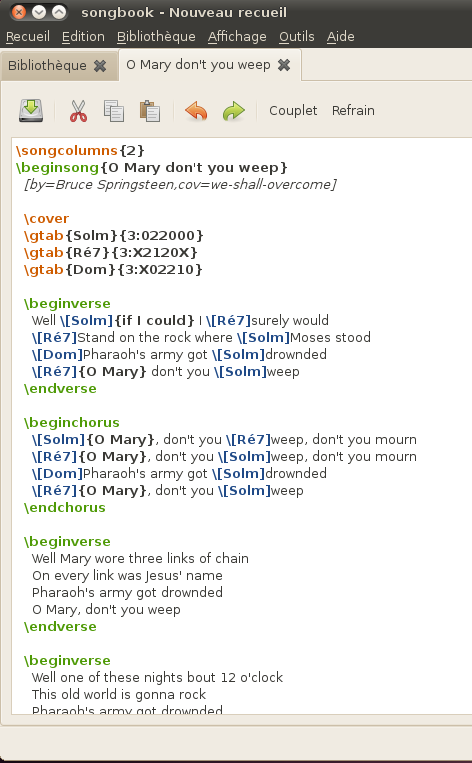 songbook - Nouveau recueil
Recueil Edition Bibliothèque Affichage Outils Aide
Bibliothèque O Mary don't you weep
Couplet Refrain
\songcolumns{2}
\beginsong{O Mary don't you weep}
[by=Bruce Springsteen,cov=we-shall-overcome]
\cover
\gtab{Solm}{3:022000}
\gtab{Ré7}{3:X2120X}
\gtab{Dom}{3:X02210}
\beginverse
Well \[Solm]{if I could} I \[Ré7]surely would
\[Ré7]Stand on the rock where \[Solm]Moses stood
\[Dom]Pharaoh's army got \[Solm]drownded
\[Ré7]{O Mary} don't you \[Solm]weep
\endverse
\beginchorus
\[Solm]{O Mary}, don't you \[Ré7]weep, don't you mourn
\[Ré7]{O Mary}, don't you \[Solm]weep, don't you mourn
\[Dom]Pharaoh's army got \[Solm]drownded
\[Ré7]{O Mary}, don't you \[Solm]weep
\endchorus
\beginverse
Well Mary wore three links of chain
On every link was Jesus' name
Pharaoh's army got drownded
O Mary, don't you weep
\endverse
\beginverse
Well one of these nights bout 12 o'clock
This old world is gonna rock
Pharaoh's army got drownded